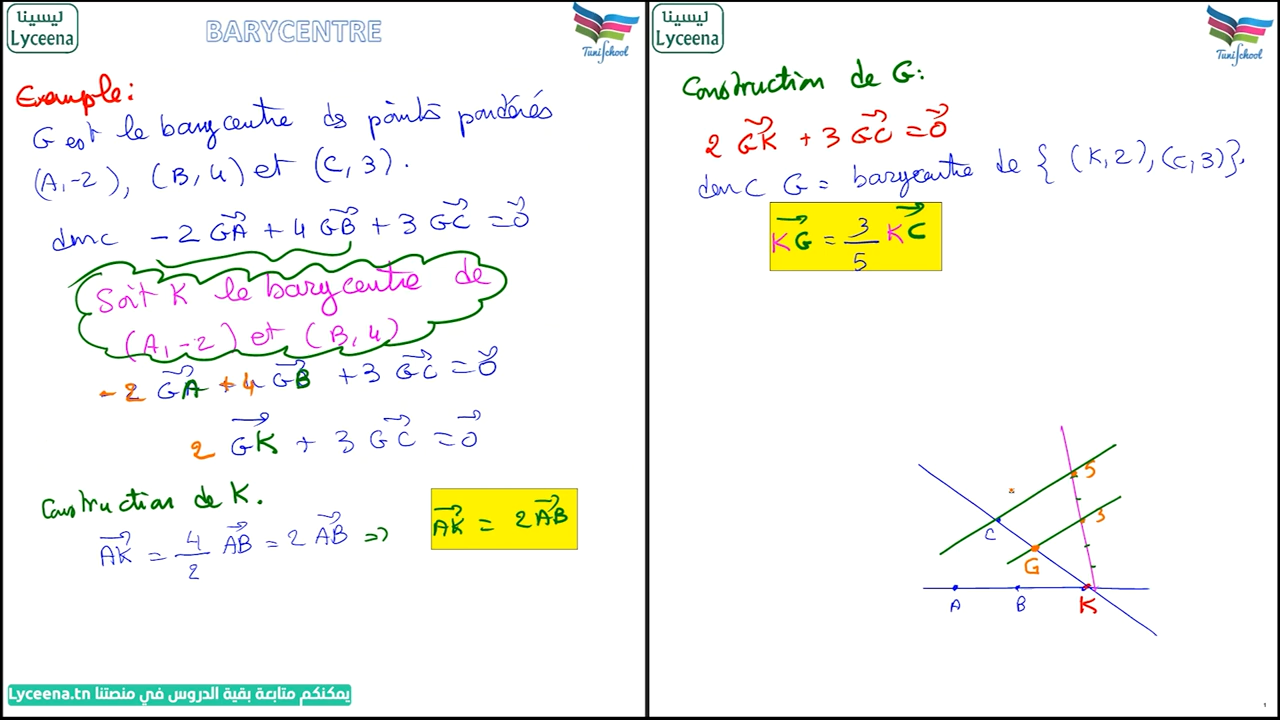 ليسينا
Lyceena
BARYCENTRE
TuniSchool
Example:
G est le barycentre des points pondérés
(A,-2), (B,4) et (C,3).
donc -2 GA + 4 GB + 3 GC = 0
Soit K le barycentre de
(A,-2) et (B,4)
-2 GA + 4 GB + 3 GC = 0
2 GK + 3 GC = 0
Construction de K.
AK = 4/2 AB = 2 AB =>
AK = 2 AB
يمكنكم متابعة بقية الدروس في منصتنا Lyceena.tn
ليسينا
Lyceena
TuniSchool
Construction de G:
2 GK + 3 GC = 0
donc G = barycentre de { (K,2), (C,3)}.
KG = 3/5 KC
5
3
C
G
A B K
1